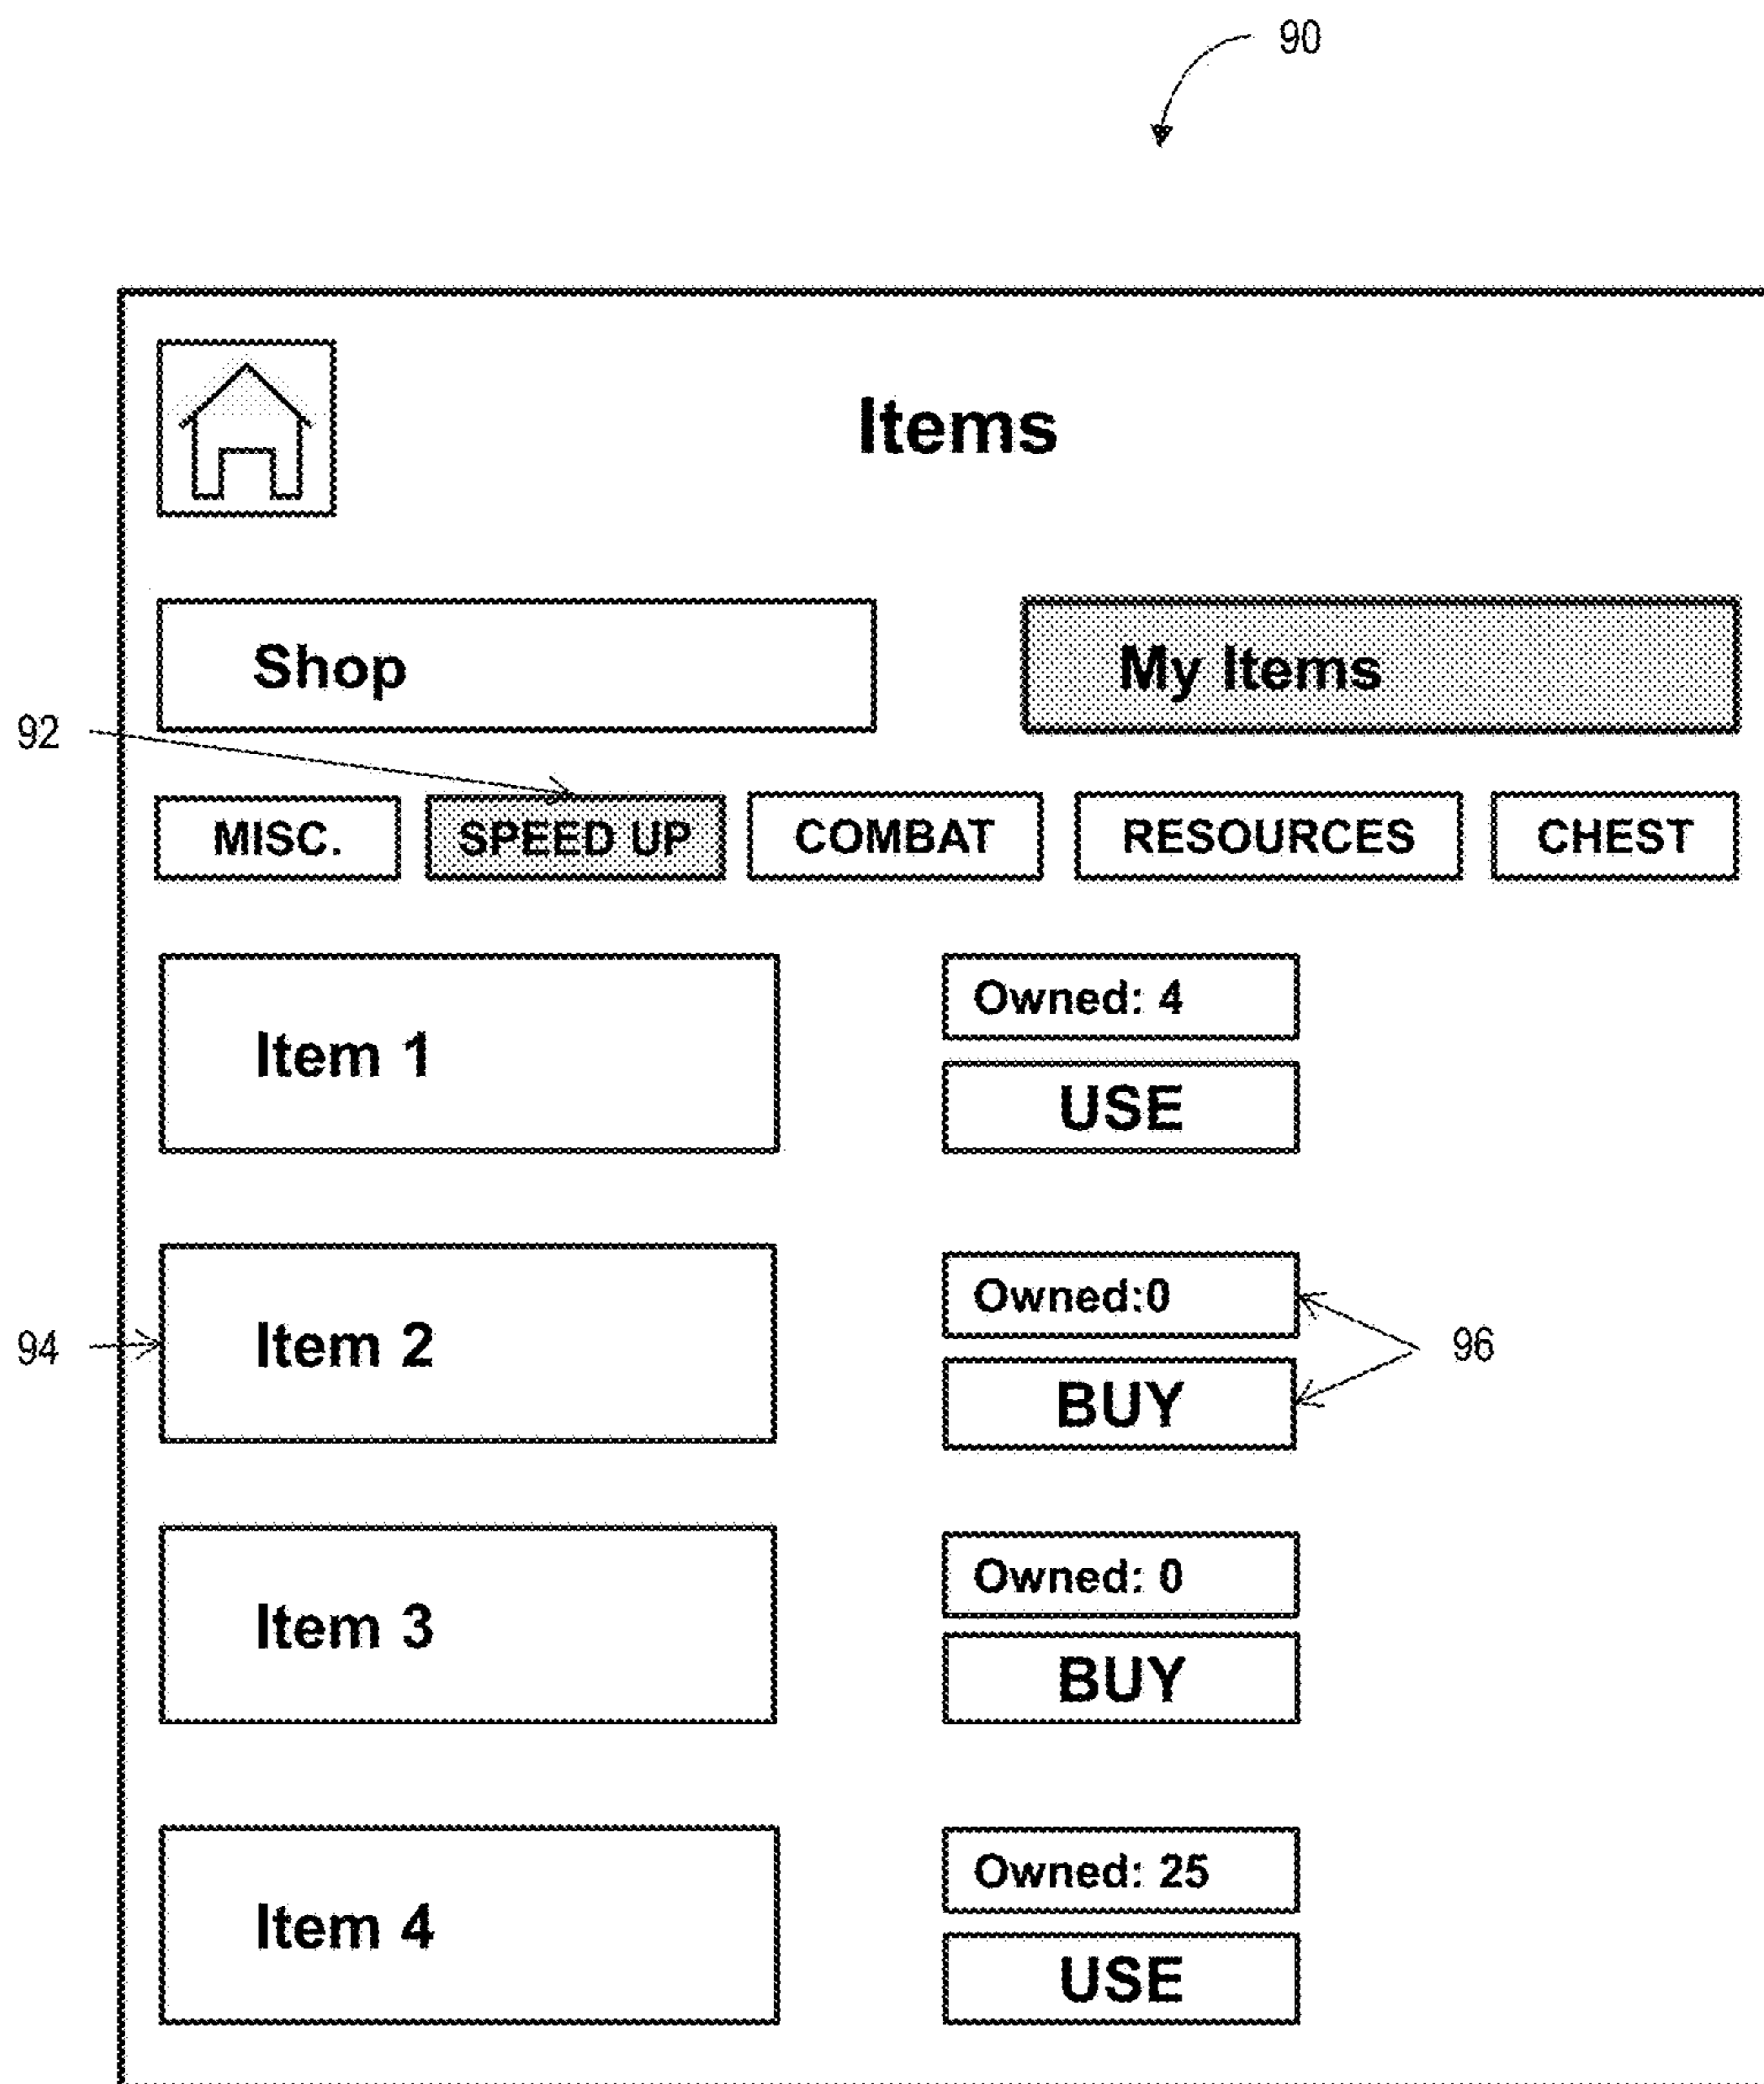 90
Items
Shop
My Items
92
MISC.
SPEED UP
COMBAT
RESOURCES
CHEST
Item 1
Owned: 4
USE
94
Item 2
Owned:0
BUY
96
Item 3
Owned: 0
BUY
Item 4
Owned: 25
USE